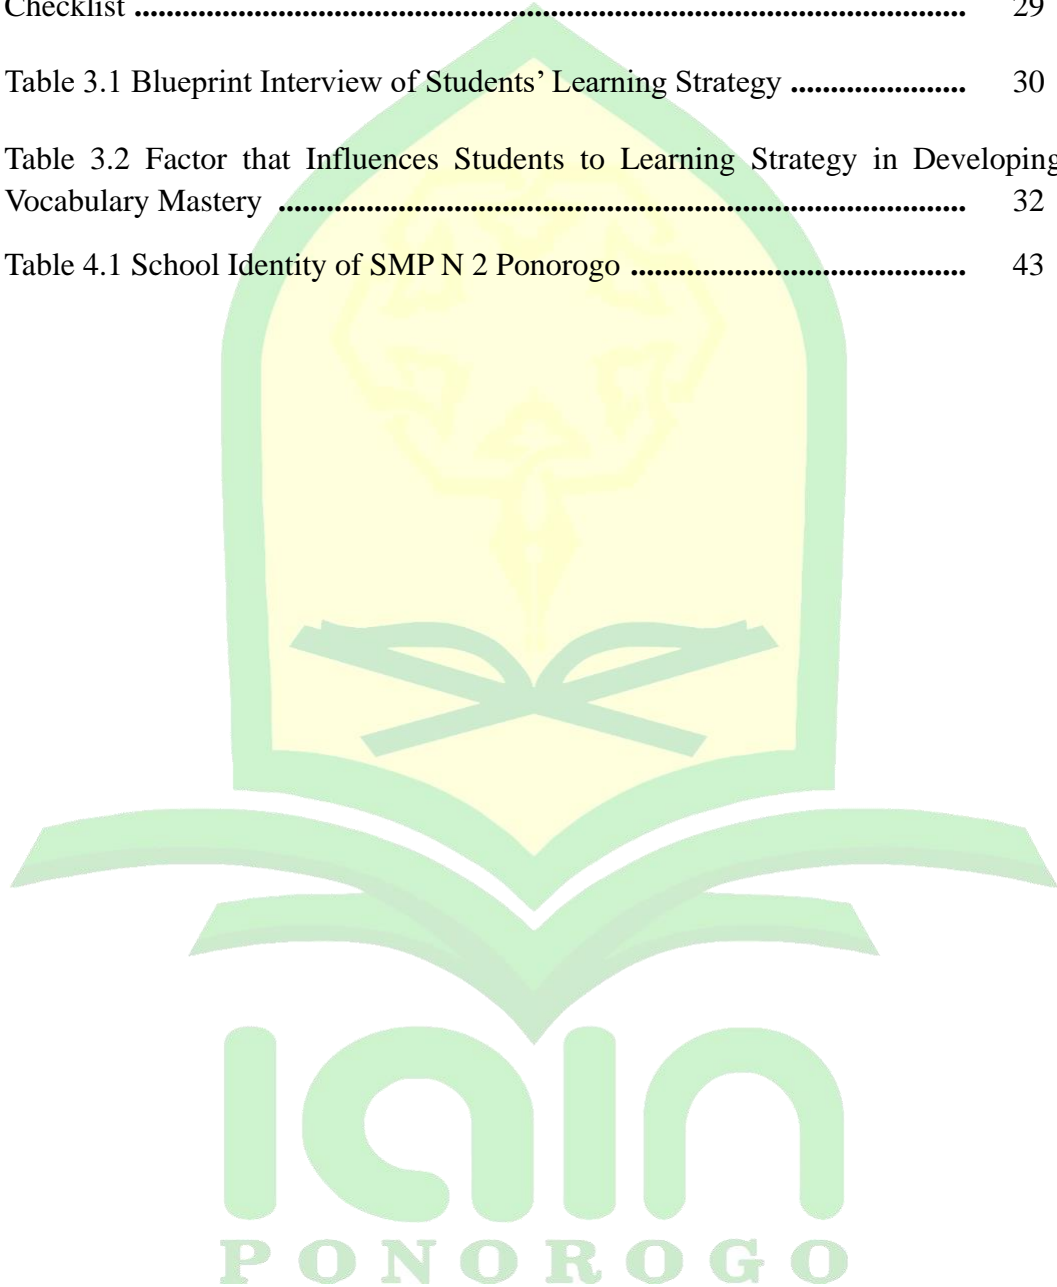 Checklist ........................................................................................................ 29
Table 3.1 Blueprint Interview of Students’ Learning Strategy ...................... 30
Table 3.2 Factor that Influences Students to Learning Strategy in Developing
Vocabulary Mastery ...................................................................................... 32
Table 4.1 School Identity of SMP N 2 Ponorogo .......................................... 43
iain
PONOROGO